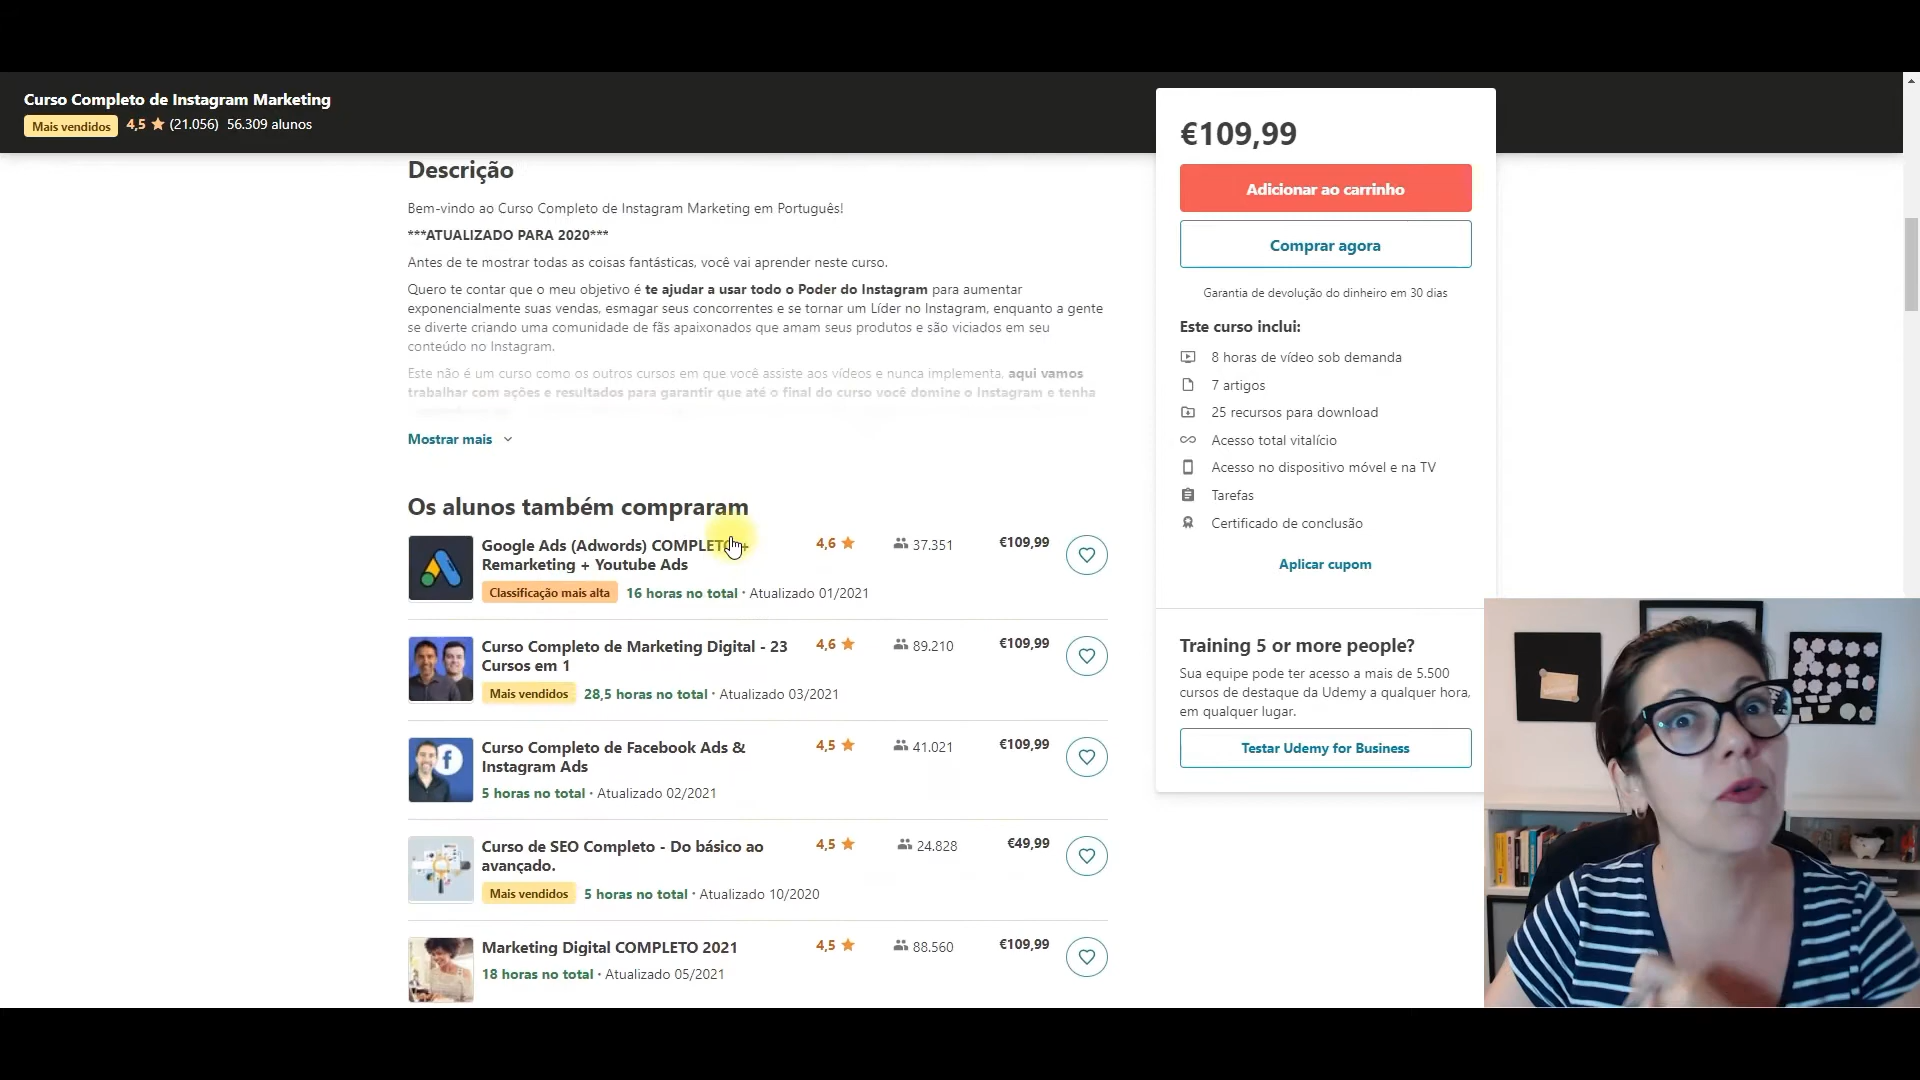 Curso Completo de Instagram Marketing
Mais vendidos 4,5 (21.056) 56.309 alunos
Descrição
Bem-vindo ao Curso Completo de Instagram Marketing em Português!
***ATUALIZADO PARA 2020***
Antes de te mostrar todas as coisas fantásticas, você vai aprender neste curso.
Quero te contar que o meu objetivo é te ajudar a usar todo o Poder do Instagram para aumentar
exponencialmente suas vendas, esmagar seus concorrentes e se tornar um Líder no Instagram, enquanto a gente
se diverte criando uma comunidade de fãs apaixonados que amam seus produtos e são viciados em seu
conteúdo no Instagram.
Este não é um curso como os outros cursos em que você assiste aos vídeos e nunca implementa, aqui vamos
trabalhar com ações e resultados para garantir que até o final do curso você domine o Instagram e tenha
Mostrar mais
Os alunos também compraram
Google Ads (Adwords) COMPLETO +
Remarketing + Youtube Ads
4,6 37.351 €109,99
Classificação mais alta 16 horas no total · Atualizado 01/2021
Curso Completo de Marketing Digital - 23
Cursos em 1
4,6 89.210 €109,99
Mais vendidos 28,5 horas no total · Atualizado 03/2021
Curso Completo de Facebook Ads &
Instagram Ads
4,5 41.021 €109,99
5 horas no total · Atualizado 02/2021
Curso de SEO Completo - Do básico ao
avançado.
4,5 24.828 €49,99
Mais vendidos 5 horas no total · Atualizado 10/2020
Marketing Digital COMPLETO 2021
4,5 88.560 €109,99
18 horas no total · Atualizado 05/2021
€109,99
Adicionar ao carrinho
Comprar agora
Garantia de devolução do dinheiro em 30 dias
Este curso inclui:
8 horas de vídeo sob demanda
7 artigos
25 recursos para download
Acesso total vitalício
Acesso no dispositivo móvel e na TV
Tarefas
Certificado de conclusão
Aplicar cupom
Training 5 or more people?
Sua equipe pode ter acesso a mais de 5.500
cursos de destaque da Udemy a qualquer hora,
em qualquer lugar.
Testar Udemy for Business